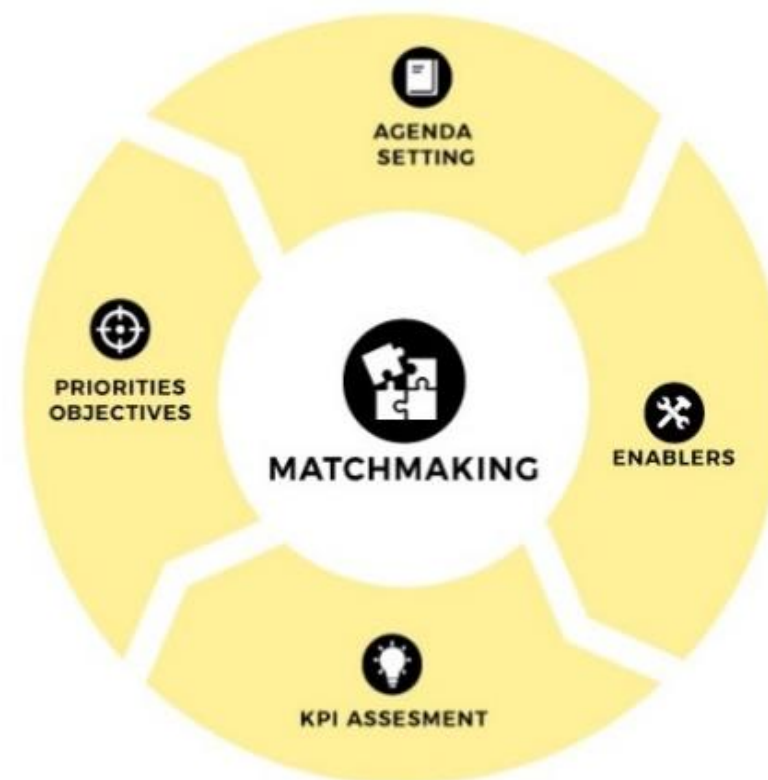 AGENDA
SETTING
PRIORITIES
OBJECTIVES
MATCHMAKING
ENABLERS
KPI ASSESMENT